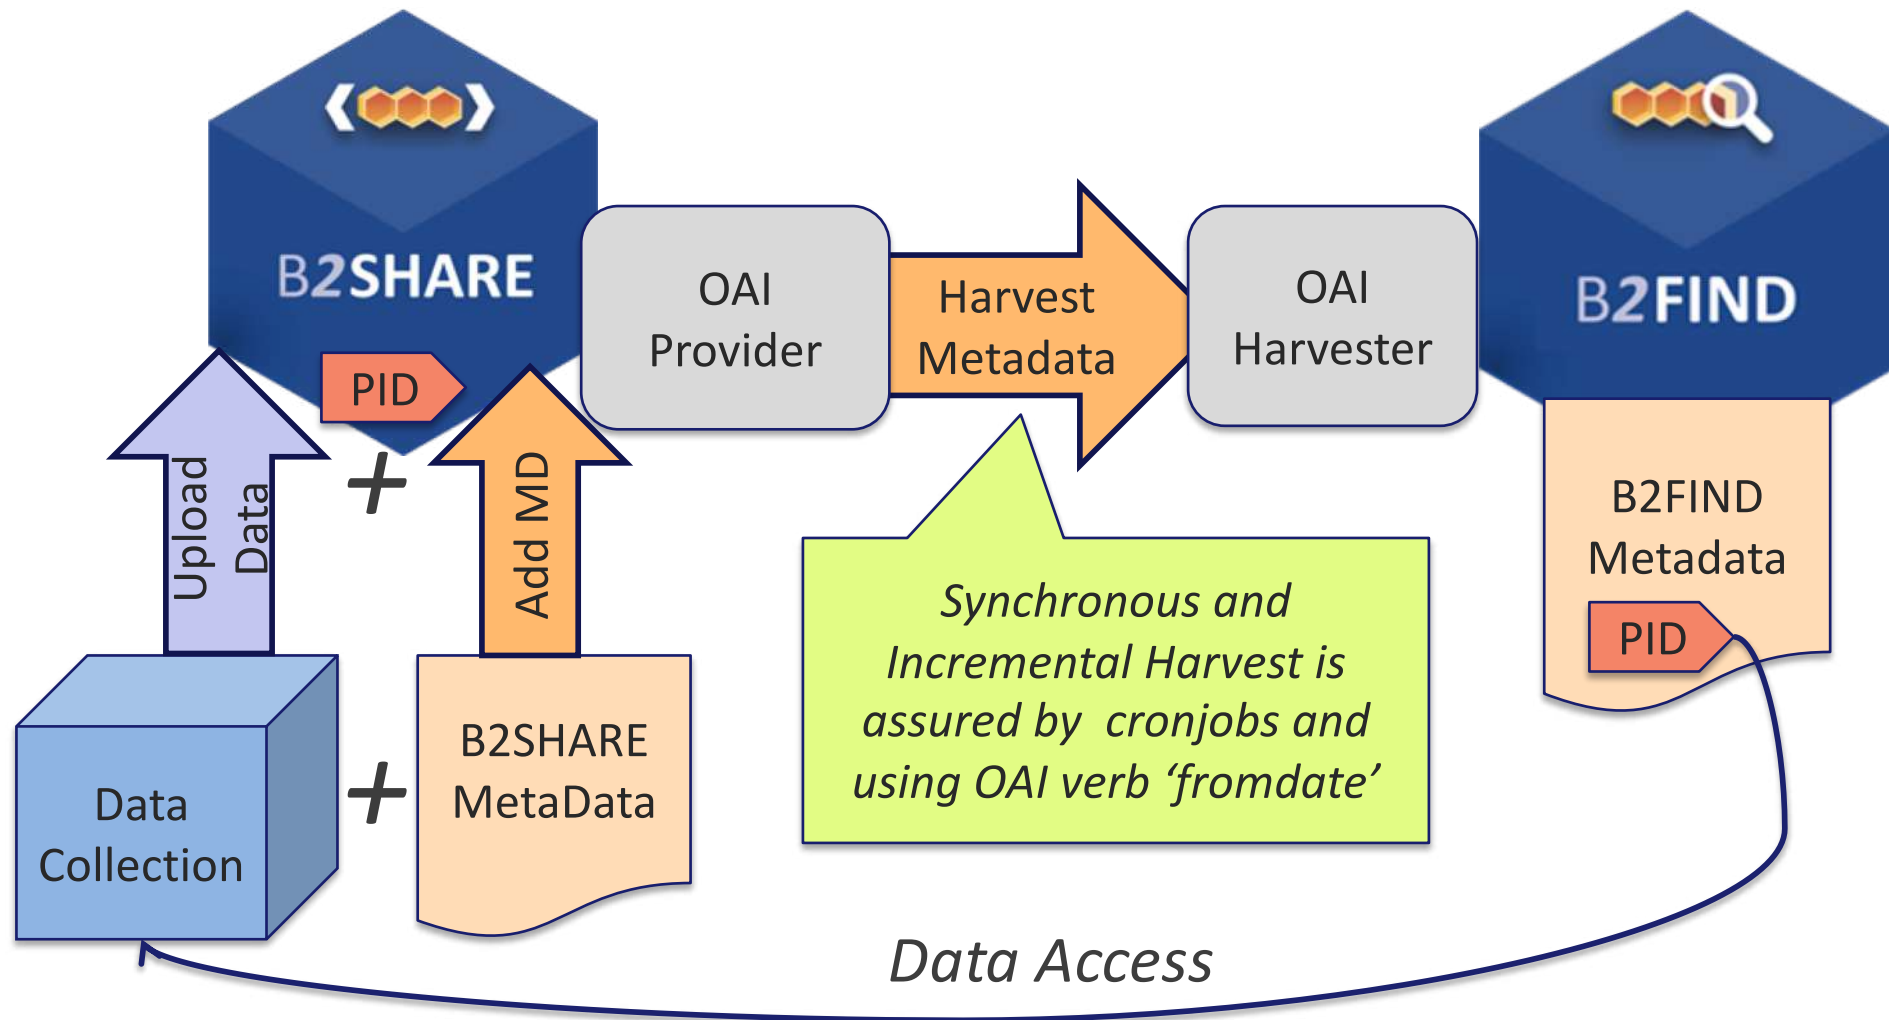 B2SHARE
PID
OAI
Provider
Harvest
Metadata
OAI
Harvester
B2FIND
Upload
Data
+
Add MD
B2FIND
Metadata
PID
Synchronous and
Incremental Harvest is
assured by  cronjobs and
using OAI verb ‘fromdate’
Data
Collection
+
B2SHARE
MetaData
Data Access